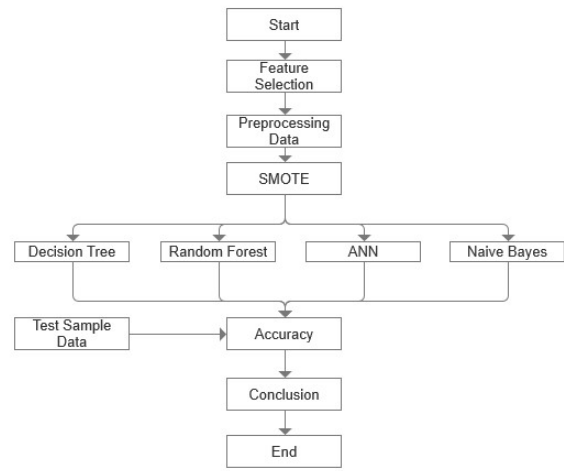 Start
Feature
Selection
Preprocessing
Data
SMOTE
Decision Tree
Random Forest
ANN
Naive Bayes
Test Sample
Data
Accuracy
Conclusion
End